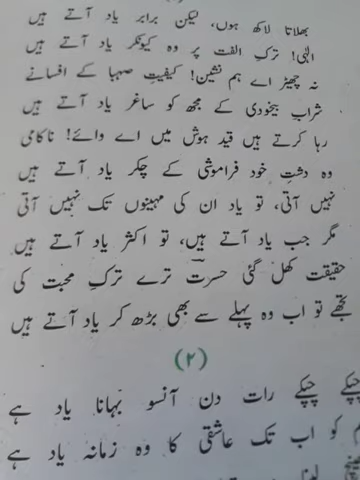 بھلاتا لاکھ ہوں، لیکن برابر یاد آتے ہیں
الٰہی! ترکِ الفت پر وہ کیونکر یاد آتے ہیں
نہ چھیڑ اے ہم نشیں! کیفیتِ صہبا کے افسانے
شراب بیخودی کے مجھ کو ساغر یاد آتے ہیں
رہا کرتے ہیں قید ہوش میں اے وائے! ناکامی
وہ دشتِ خود فراموشی کے چکر یاد آتے ہیں
نہیں آتی، تو یاد ان کی مہینوں تک نہیں آتی
مگر جب یاد آتے ہیں، تو اکثر یاد آتے ہیں
حقیقت کھل گئی حسرتؔ ترے ترکِ محبت کی
تجھے تو اب وہ پہلے سے بھی بڑھ کر یاد آتے ہیں
(۲)
چپکے چپکے رات دن آنسو بہانا یاد ہے
کو اب تک عاشقی کا وہ زمانہ یاد ہے